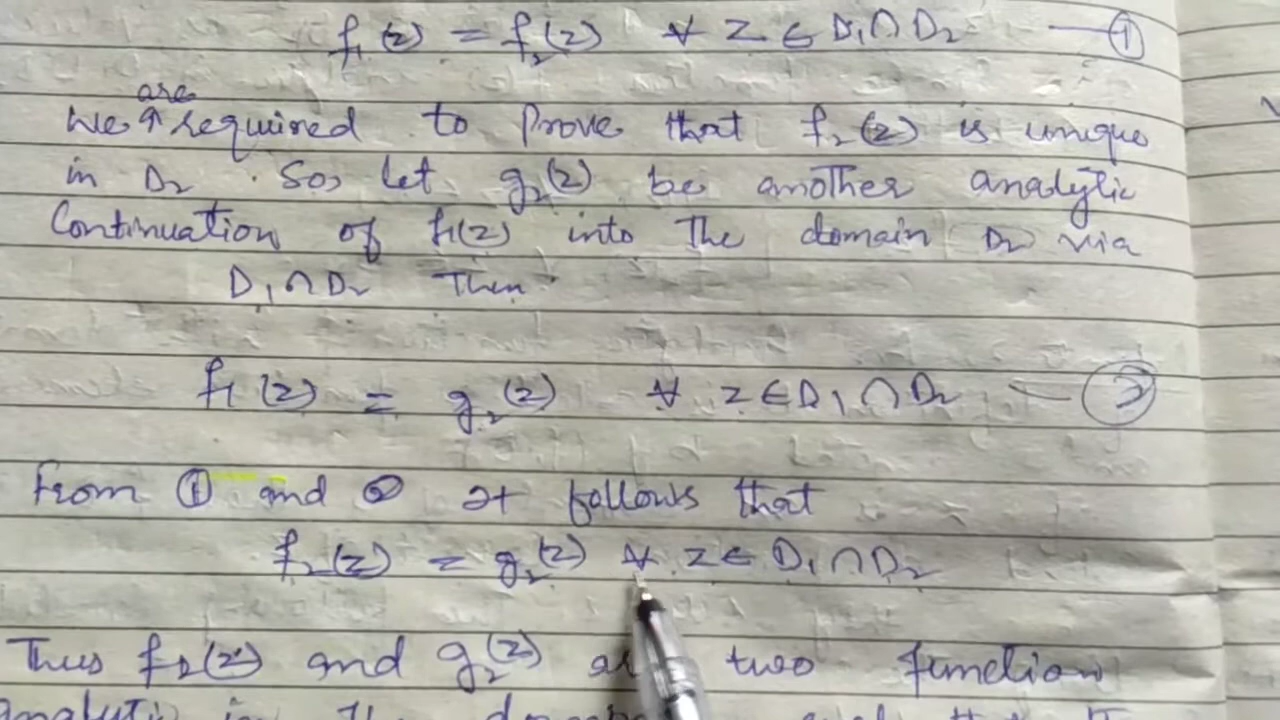 f₁(z) = f₂(z) ∀ z ∈ D₁∩D₂ — ①
are
We ↑ required to Prove that f₂(z) is unique
in D₂. So, let g₂(z) be another analytic
Continuation of f₁(z) into The domain D₂ via
D₁∩D₂ Then
f₁(z) = g₂(z) ∀ z ∈ D₁∩D₂ — ②
From ① and ② It follows that
f₂(z) = g₂(z) ∀ z ∈ D₁∩D₂
Thus f₂(z) and g₂(z) two function
in The